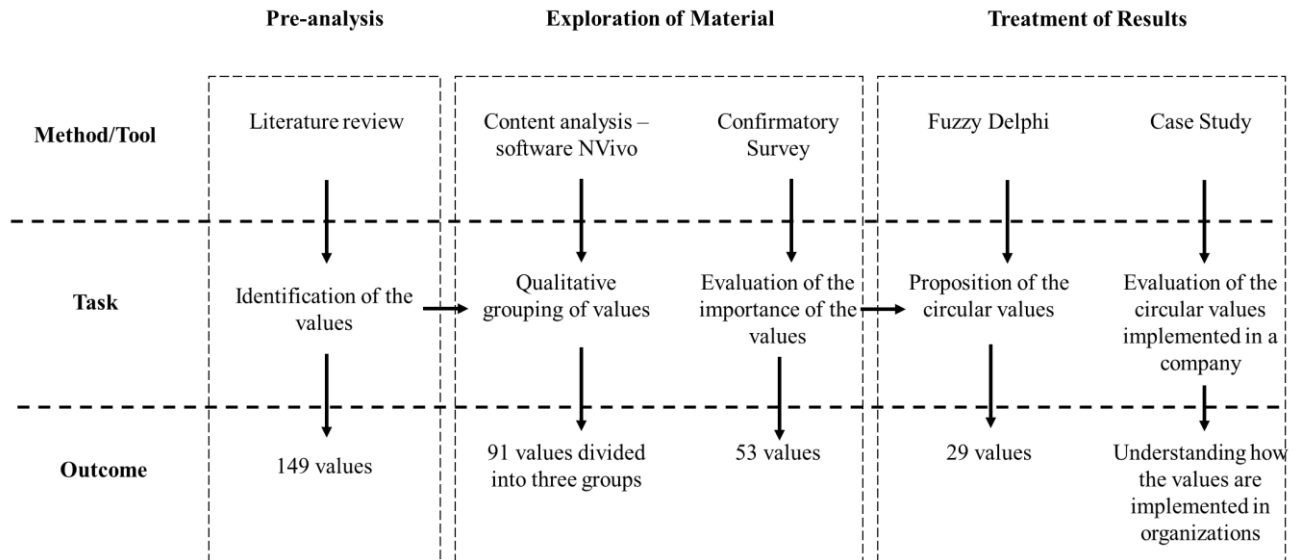 Pre-analysis
Exploration of Material
Treatment of Results
Method/Tool
Literature review
Content analysis –
software NVivo
Confirmatory
Survey
Fuzzy Delphi
Case Study
Task
Identification of the
values
Qualitative
grouping of values
Evaluation of the
importance of the
values
Proposition of the
circular values
Evaluation of the
circular values
implemented in a
company
Outcome
149 values
91 values divided
into three groups
53 values
29 values
Understanding how
the values are
implemented in
organizations